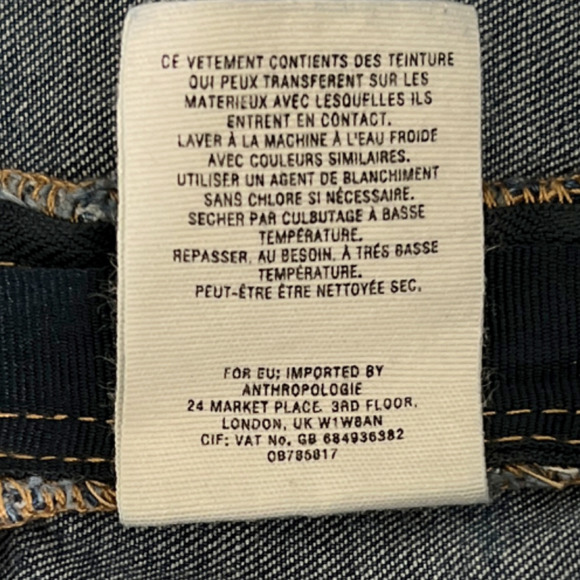 CE VETEMENT CONTIENTS DES TEINTURE
QUI PEUX TRANSFERENT SUR LES
MATERIEUX AVEC LESQUELLES ILS
ENTRENT EN CONTACT.
LAVER À LA MACHINE À L'EAU FROIDE
AVEC COULEURS SIMILAIRES.
UTILISER UN AGENT DE BLANCHIMENT
SANS CHLORE SI NÉCESSAIRE.
SECHER PAR CULBUTAGE À BASSE
TEMPÉRATURE.
REPASSER, AU BESOIN, À TRÉS BASSE
TEMPÉRATURE.
PEUT-ÊTRE ÊTRE NETTOYÉE SEC.
FOR EU: IMPORTED BY
ANTHROPOLOGIE
24 MARKET PLACE, 3RD FLOOR,
LONDON, UK W1W8AN
CIF: VAT No. GB 684936382
OB785817